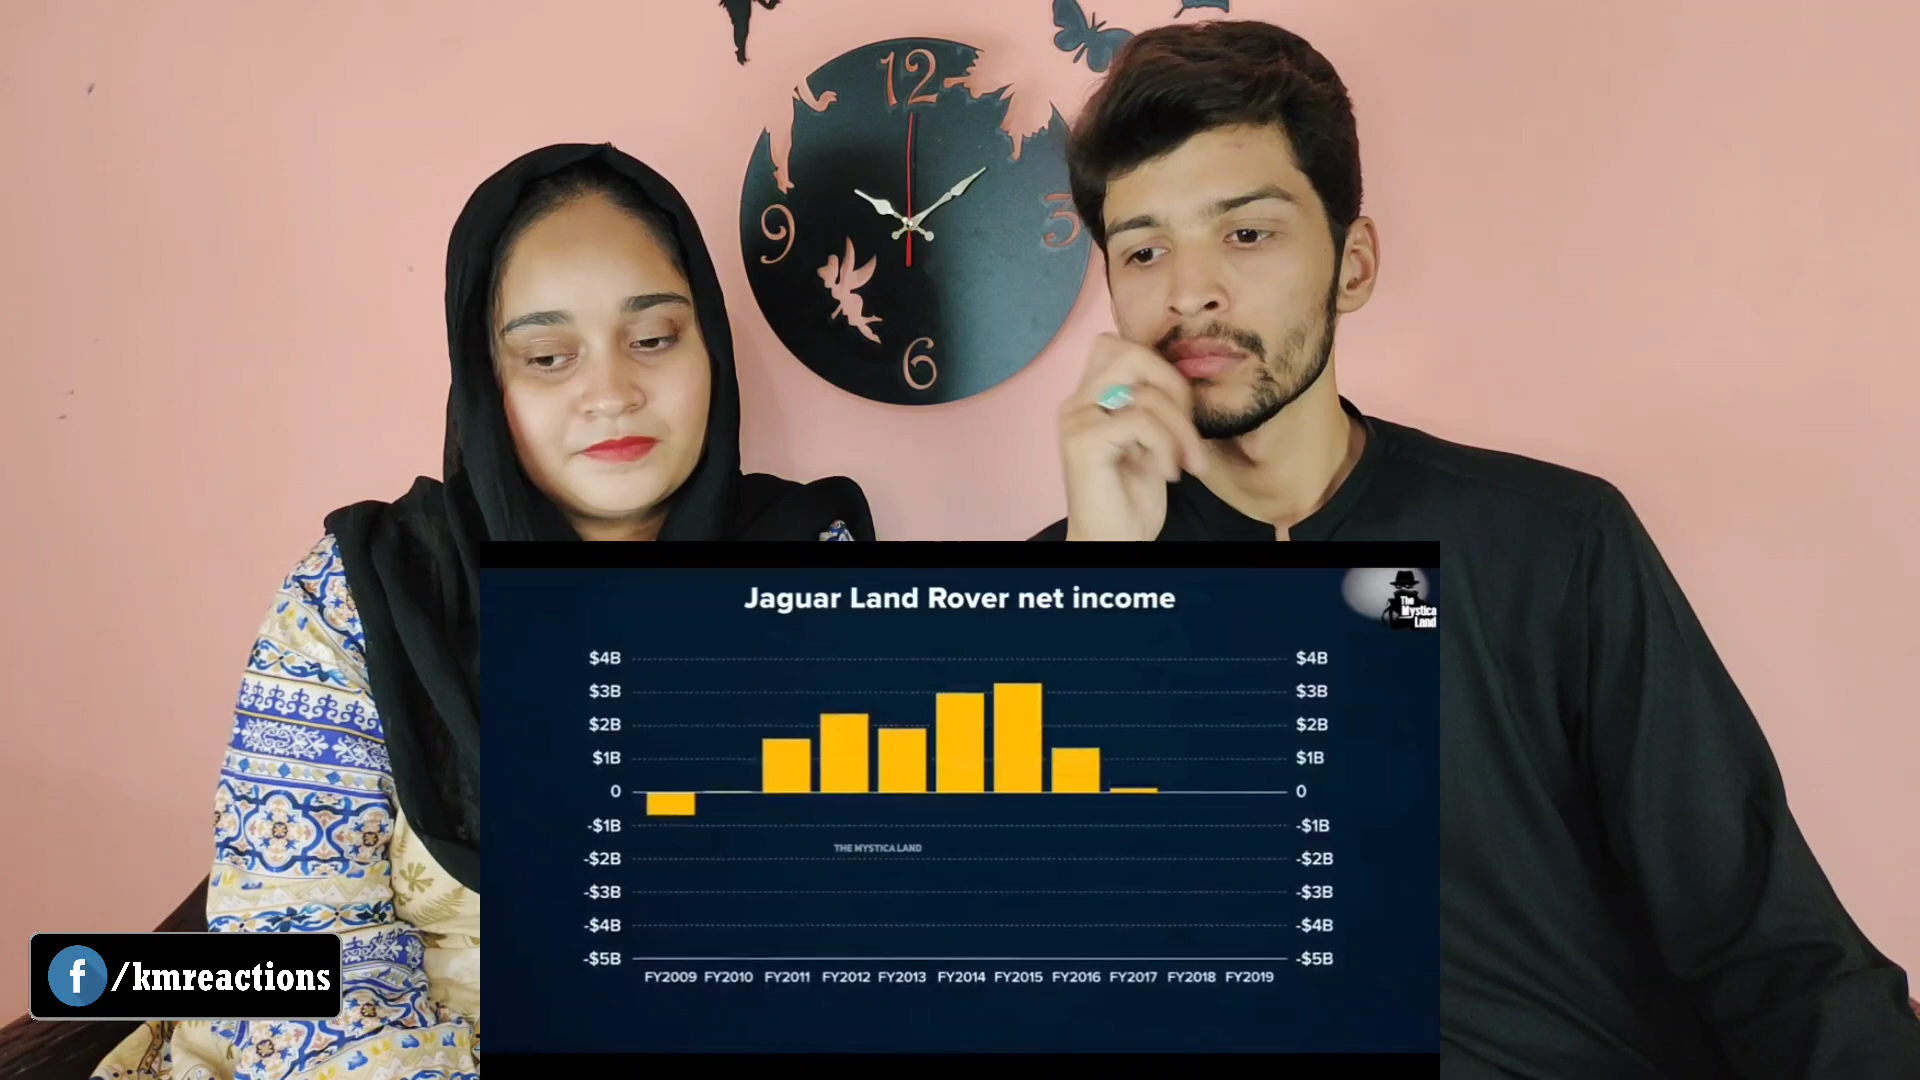 12
9
3
6
Jaguar Land Rover net income
The
Mystica
Land
$4B $4B
$3B $3B
$2B $2B
$1B $1B
0 0
-$1B -$1B
THE MYSTICA LAND
-$2B -$2B
-$3B -$3B
-$4B -$4B
-$5B -$5B
FY2009 FY2010 FY2011 FY2012 FY2013 FY2014 FY2015 FY2016 FY2017 FY2018 FY2019
f /kmreactions